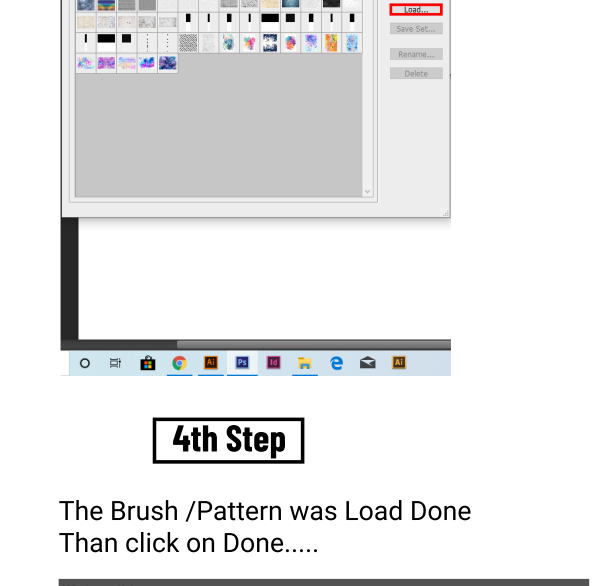 Load...
Save Set...
Rename...
Delete
Ai
Ps
Id
Ai
4th Step
The Brush /Pattern was Load Done
Than click on Done.....